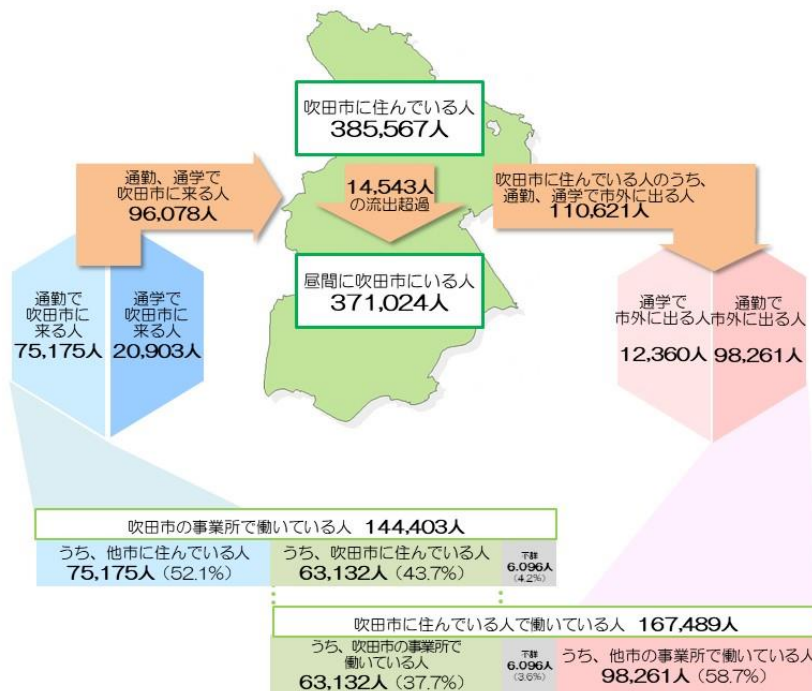 吹田市に住んでいる人
385,567人
通勤、通学で
吹田市に来る人
96,078人
14,543人
の流出超過
吹田市に住んでいる人のうち、
通勤、通学で市外に出る人
110,621人
昼間に吹田市にいる人
371,024人
通勤で
吹田市に
来る人
75,175人
通学で
吹田市に
来る人
20,903人
通学で
市外に出る人
12,360人
通勤で
市外に出る人
98,261人
吹田市の事業所で働いている人 144,403人
うち、他市に住んでいる人
75,175人（52.1%）
うち、吹田市に住んでいる人
63,132人（43.7%）
不詳
6.096人
（4.2%）
吹田市に住んでいる人で働いている人 167,489人
うち、吹田市の事業所で
働いている人
63,132人（37.7%）
不詳
6.096人
（3.6%）
うち、他市の事業所で働いている人
98,261人（58.7%）